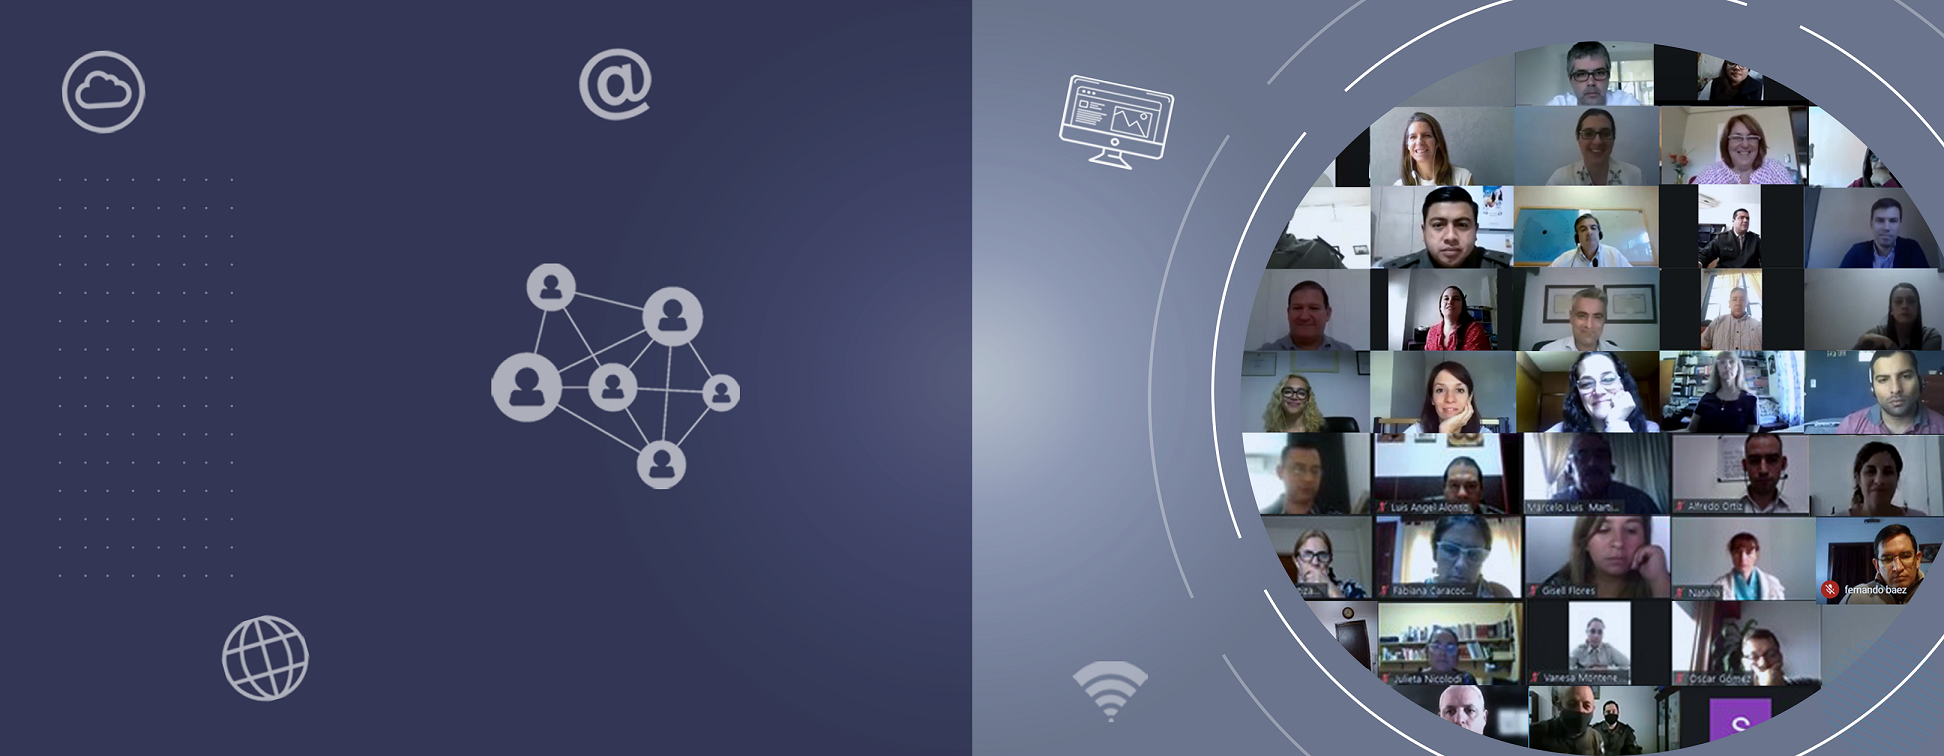 @
Luis Angel Alonso
Marcelo Luis Marti...
Alfredo Ortiz
Fabiana Caracoc...
Gisell Flores
Natalia
fernando baez
Julieta Nicolodi
Vanesa Montene...
Oscar Gómez
S